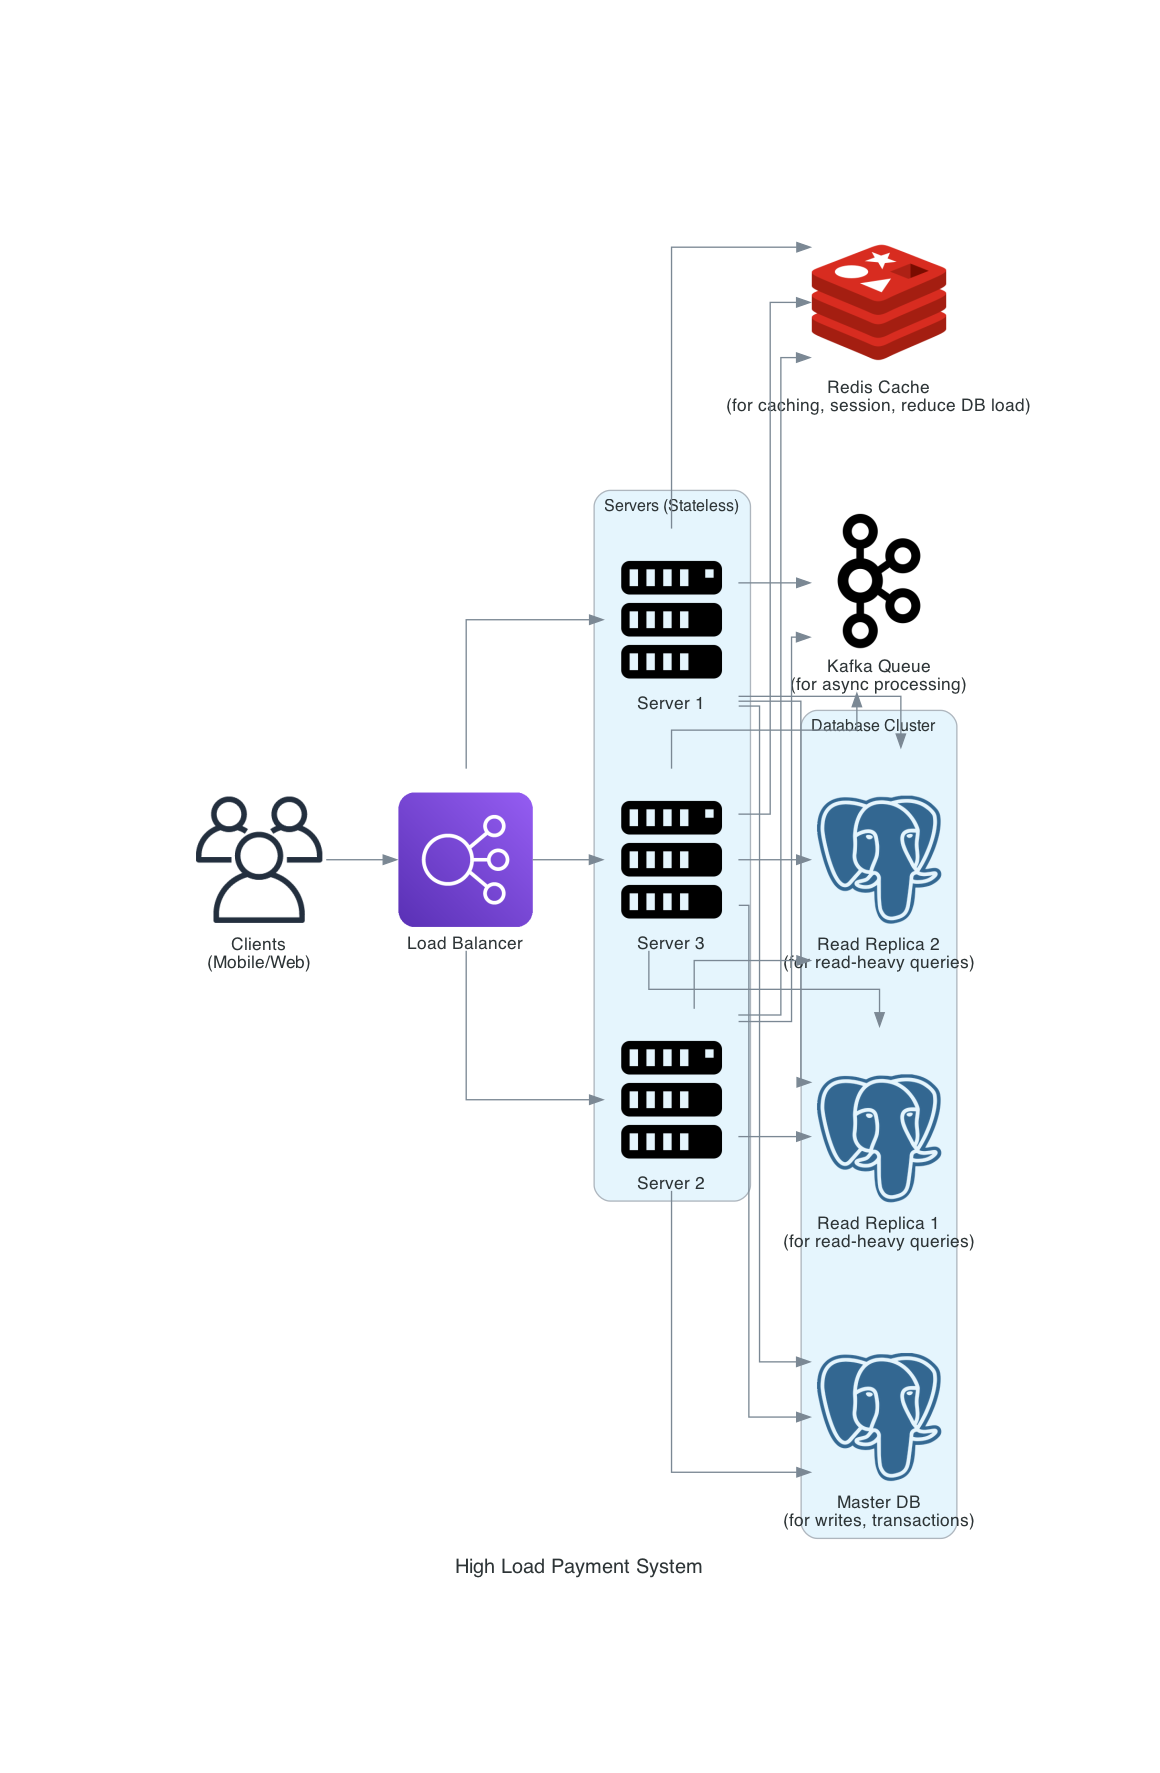 Redis Cache
(for caching, session, reduce DB load)
Servers (Stateless)
Server 1
Kafka Queue
(for async processing)
Database Cluster
Clients
(Mobile/Web)
Load Balancer
Server 3
Read Replica 2
(for read-heavy queries)
Server 2
Read Replica 1
(for read-heavy queries)
Master DB
(for writes, transactions)
High Load Payment System